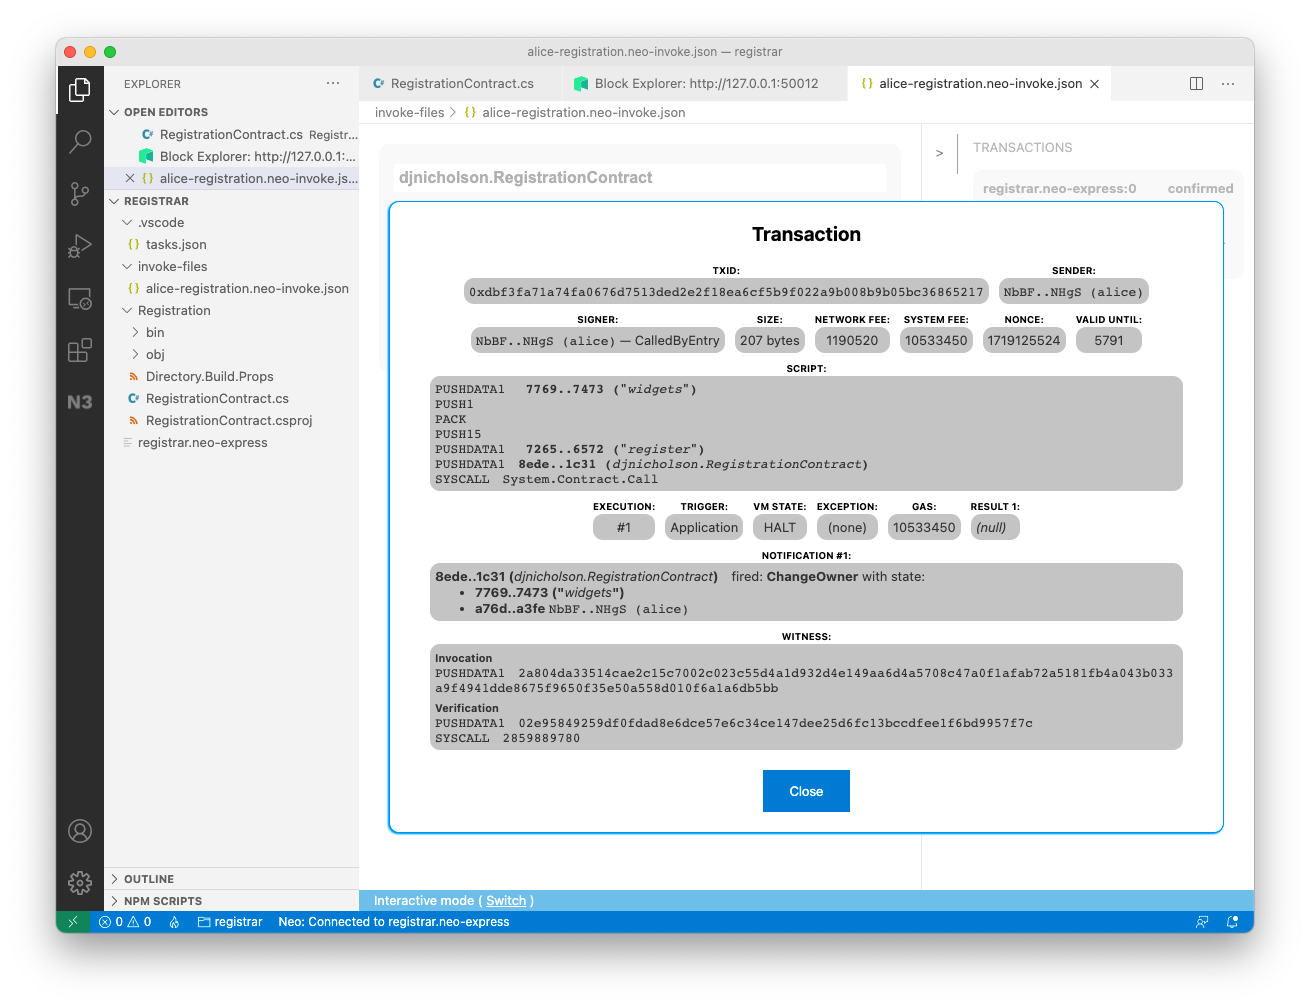 alice-registration.neo-invoke.json — registrar
EXPLORER
RegistrationContract.cs
Block Explorer: http://127.0.0.1:50012
alice-registration.neo-invoke.json
OPEN EDITORS
RegistrationContract.cs Registr...
Block Explorer: http://127.0.0.1:...
alice-registration.neo-invoke.js...
REGISTRAR
.vscode
tasks.json
invoke-files
alice-registration.neo-invoke.json
Registration
bin
obj
Directory.Build.Props
RegistrationContract.cs
RegistrationContract.csproj
registrar.neo-express
N3
OUTLINE
NPM SCRIPTS
invoke-files > alice-registration.neo-invoke.json
djnicholson.RegistrationContract
> TRANSACTIONS
registrar.neo-express:0 confirmed
Transaction
TXID: SENDER:
0xdbf3fa71a74fa0676d7513ded2e2f18ea6cf5b9f022a9b008b9b05bc36865217 NbBF..NHgS (alice)
SIGNER: SIZE: NETWORK FEE: SYSTEM FEE: NONCE: VALID UNTIL:
NbBF..NHgS (alice) — CalledByEntry 207 bytes 1190520 10533450 1719125524 5791
SCRIPT:
PUSHDATA1 7769..7473 ("widgets")
PUSH1
PACK
PUSH15
PUSHDATA1 7265..6572 ("register")
PUSHDATA1 8ede..1c31 (djnicholson.RegistrationContract)
SYSCALL System.Contract.Call
EXECUTION: TRIGGER: VM STATE: EXCEPTION: GAS: RESULT 1:
#1 Application HALT (none) 10533450 (null)
NOTIFICATION #1:
8ede..1c31 (djnicholson.RegistrationContract) fired: ChangeOwner with state:
• 7769..7473 ("widgets")
• a76d..a3fe NbBF..NHgS (alice)
WITNESS:
Invocation
PUSHDATA1 2a804da33514cae2c15c7002c023c55d4a1d932d4e149aa6d4a5708c47a0f1afab72a5181fb4a043b033
a9f4941dde8675f9650f35e50a558d010f6a1a6db5bb
Verification
PUSHDATA1 02e95849259df0fdad8e6dce57e6c34ce147dee25d6fc13bccdfee1f6bd9957f7c
SYSCALL 2859889780
Close
Interactive mode ( Switch )
0 0 registrar Neo: Connected to registrar.neo-express